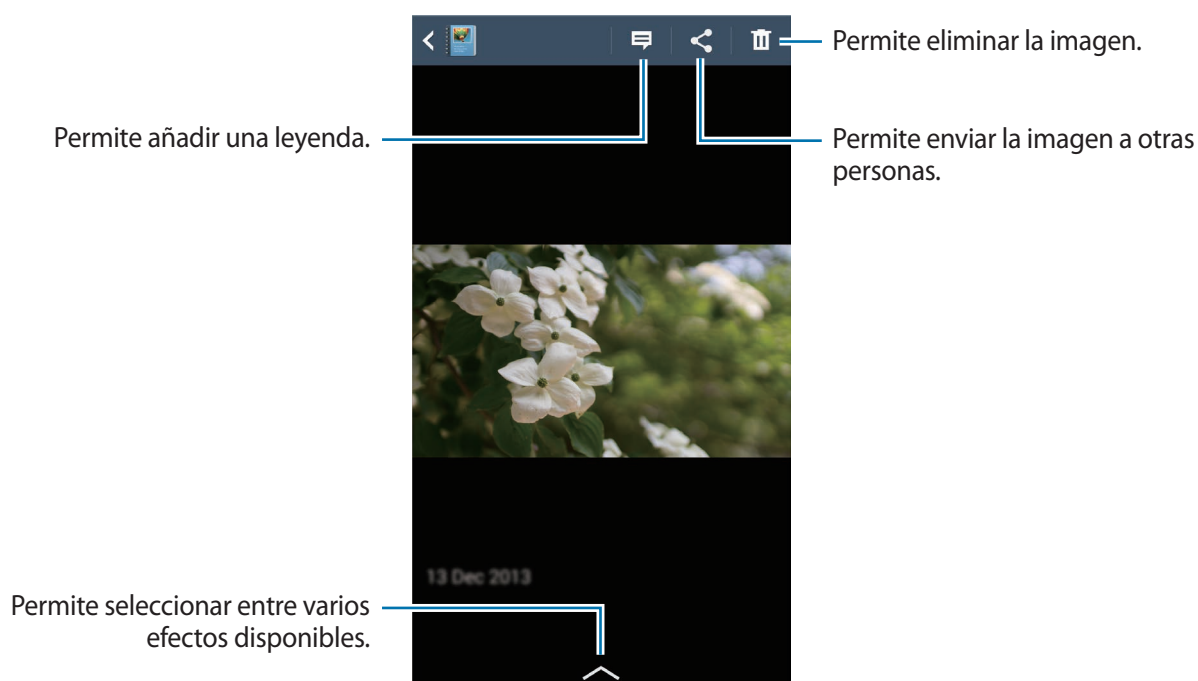 Permite eliminar la imagen.
Permite añadir una leyenda.
Permite enviar la imagen a otras
personas.
13 Dec 2013
Permite seleccionar entre varios
efectos disponibles.